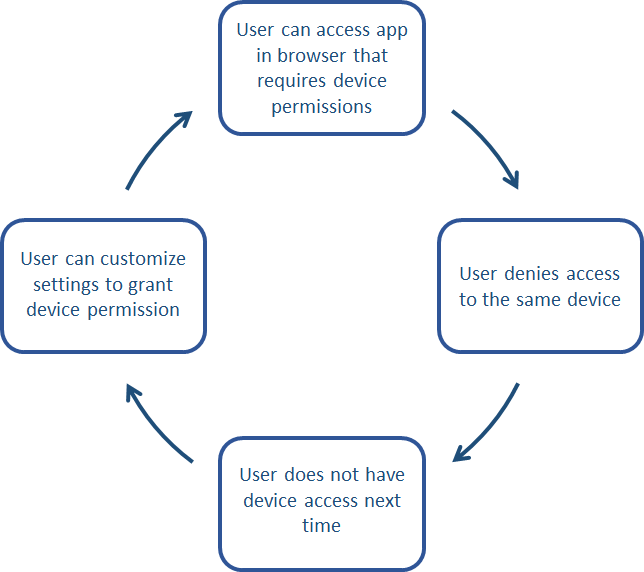 User can access app
in browser that
requires device
permissions
User denies access
to the same device
User does not have
device access next
time
User can customize
settings to grant
device permission